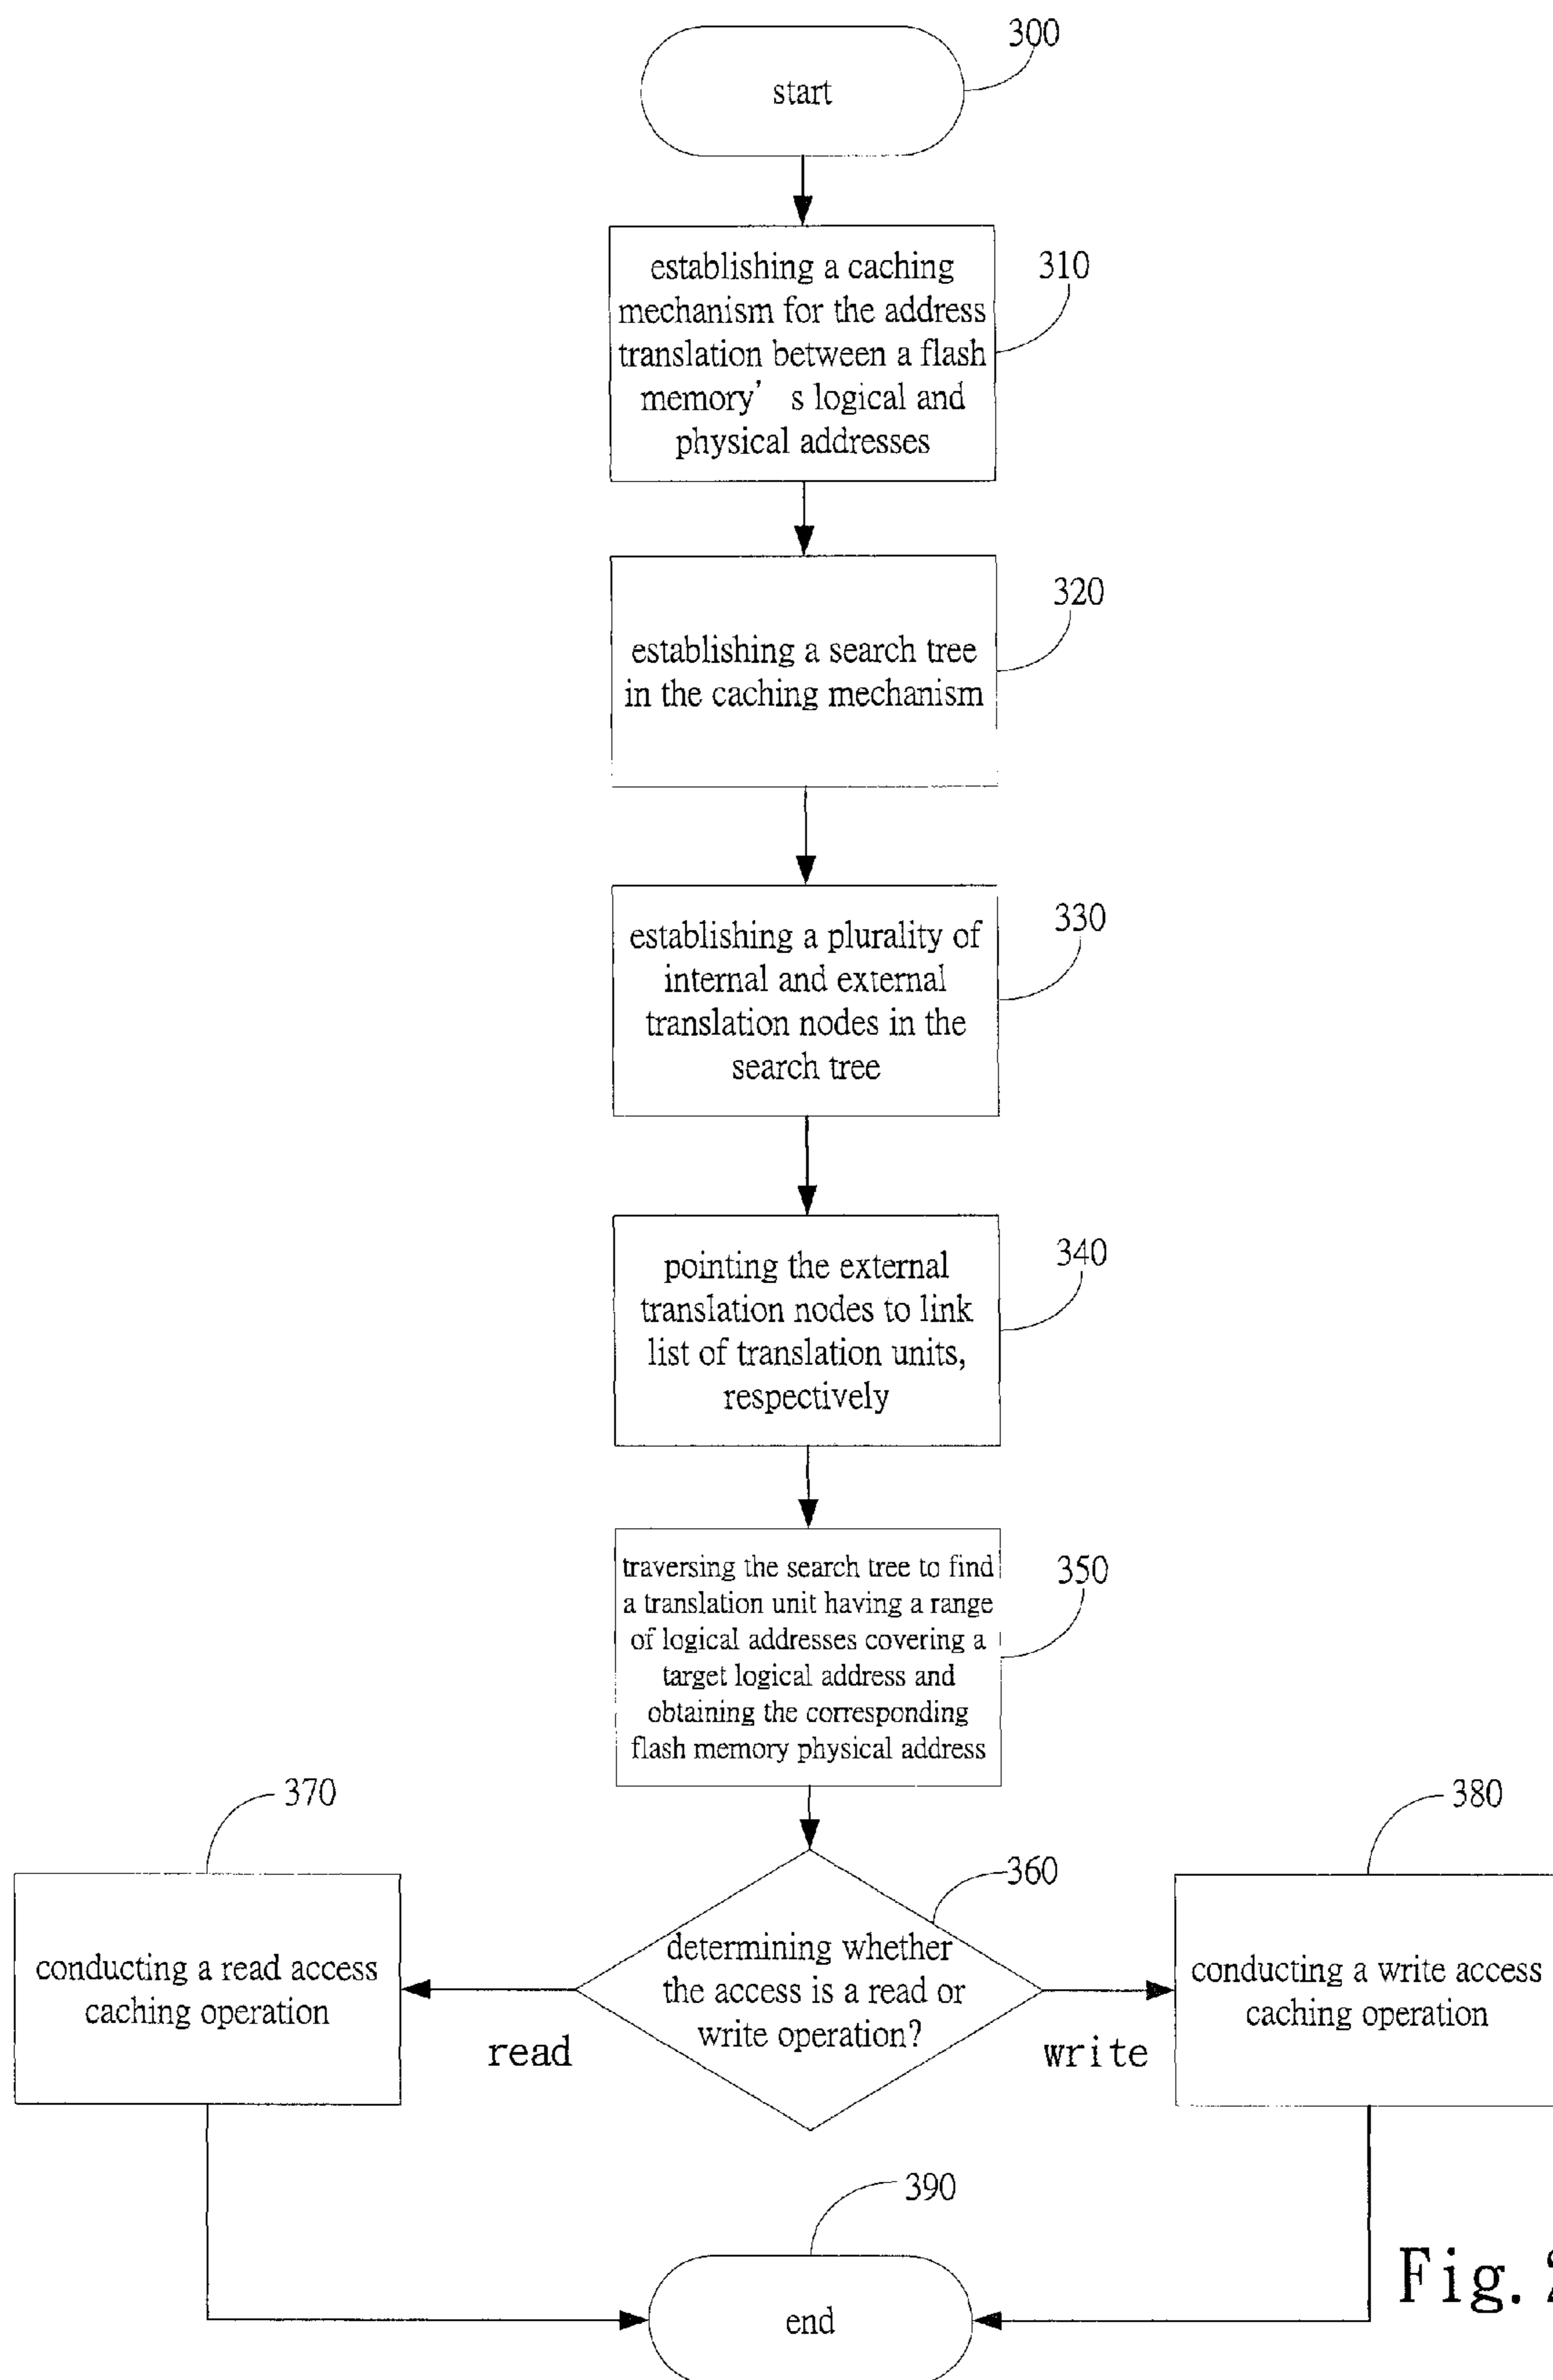 300
start
310
establishing a caching
mechanism for the address
translation between a flash
memory' s logical and
physical addresses
320
establishing a search tree
in the caching mechanism
330
establishing a plurality of
internal and external
translation nodes in the
search tree
340
pointing the external
translation nodes to link
list of translation units,
respectively
350
traversing the search tree to find
a translation unit having a range
of logical addresses covering a
target logical address and
obtaining the corresponding
flash memory physical address
370
380
360
conducting a read access
caching operation
determining whether
the access is a read or
write operation?
conducting a write access
caching operation
read
write
390
end
Fig.